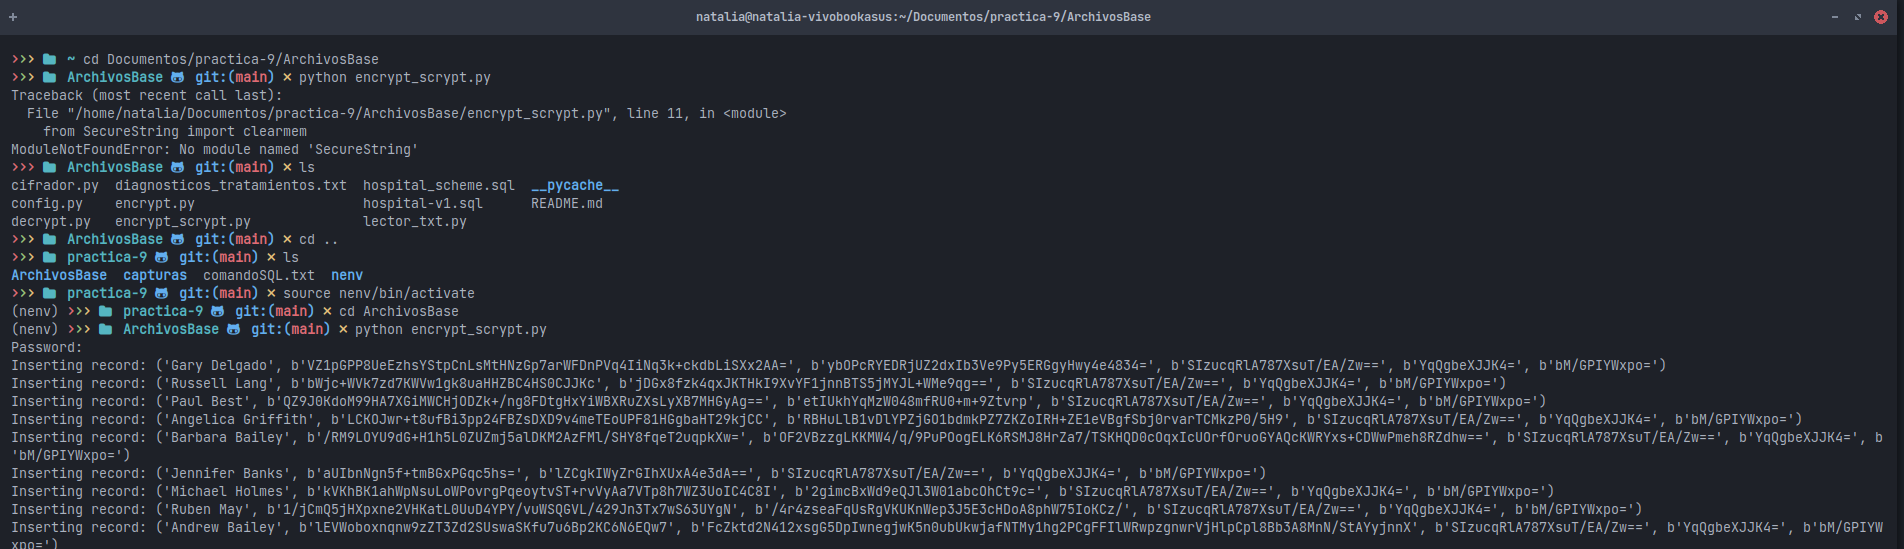 natalia@natalia-vivobookasus:~/Documentos/practica-9/ArchivosBase
>>> ~ cd Documentos/practica-9/ArchivosBase
>>> ArchivosBase git:(main) × python encrypt_scrypt.py
Traceback (most recent call last):
  File "/home/natalia/Documentos/practica-9/ArchivosBase/encrypt_scrypt.py", line 11, in <module>
    from SecureString import clearmem
ModuleNotFoundError: No module named 'SecureString'
>>> ArchivosBase git:(main) × ls
cifrador.py  diagnosticos_tratamientos.txt  hospital_scheme.sql  __pycache__
config.py    encrypt.py                     hospital-v1.sql      README.md
decrypt.py   encrypt_scrypt.py              lector_txt.py
>>> ArchivosBase git:(main) × cd ..
>>> practica-9 git:(main) × ls
ArchivosBase  capturas  comandoSQL.txt  nenv
>>> practica-9 git:(main) × source nenv/bin/activate
(nenv) >>> practica-9 git:(main) × cd ArchivosBase
(nenv) >>> ArchivosBase git:(main) × python encrypt_scrypt.py
Password:
Inserting record: ('Gary Delgado', b'VZ1pGPP8UeEzhsYStpCnLsMtHNzGp7arWFDnPVq4IiNq3k+ckdbLiSXx2AA=', b'ybOPcRYEDRjUZ2dxIb3Ve9Py5ERGgyHwy4e4834=', b'SIzucqRlA787XsuT/EA/Zw==', b'YqQgbeXJJK4=', b'bM/GPIYWxpo=')
Inserting record: ('Russell Lang', b'bWjc+WVk7zd7KWVw1gk8uaHHZBC4HS0CJJKc', b'jDGx8fzk4qxJKTHkI9XvYF1jnnBTS5jMYJL+WMe9qg==', b'SIzucqRlA787XsuT/EA/Zw==', b'YqQgbeXJJK4=', b'bM/GPIYWxpo=')
Inserting record: ('Paul Best', b'QZ9J0KdoM99HA7XGiMWCHjODZk+/ng8FDtgHxYiWBXRuZXsLyXB7MHGyAg==', b'etIUkhYqMzW048mfRU0+m+9Ztvrp', b'SIzucqRlA787XsuT/EA/Zw==', b'YqQgbeXJJK4=', b'bM/GPIYWxpo=')
Inserting record: ('Angelica Griffith', b'LCKOJwr+t8ufBi3pp24FBZsDXD9v4meTEoUPF81HGgbaHT29kjCC', b'RBHuLlB1vDlYPZjGO1bdmkPZ7ZKZoIRH+ZE1eVBgfSbj0rvarTCMkzP0/5H9', b'SIzucqRlA787XsuT/EA/Zw==', b'YqQgbeXJJK4=', b'bM/GPIYWxpo=')
Inserting record: ('Barbara Bailey', b'/RM9LOYU9dG+H1h5L0ZUZmj5alDKM2AzFMl/SHY8fqeT2uqpkXw=', b'OF2VBzzgLKKMW4/q/9PuPOogELK6RSMJ8HrZa7/TSKHQD0cOqxIcUOrfOruoGYAQcKWRYxs+CDWwPmeh8RZdhw==', b'SIzucqRlA787XsuT/EA/Zw==', b'YqQgbeXJJK4=', b
'bM/GPIYWxpo=')
Inserting record: ('Jennifer Banks', b'aUIbnNgn5f+tmBGxPGqc5hs=', b'lZCgkIWyZrGIhXUxA4e3dA==', b'SIzucqRlA787XsuT/EA/Zw==', b'YqQgbeXJJK4=', b'bM/GPIYWxpo=')
Inserting record: ('Michael Holmes', b'kVKhBK1ahWpNsuLoWPovrgPqeoytvST+rvVyAa7VTp8h7WZ3UoIC4C8I', b'2gimcBxWd9eQJl3W01abcOhCt9c=', b'SIzucqRlA787XsuT/EA/Zw==', b'YqQgbeXJJK4=', b'bM/GPIYWxpo=')
Inserting record: ('Ruben May', b'1/jCmQ5jHXpxne2VHKatL0UuD4YPY/vuWSQGVL/429Jn3Tx7wS63UYgN', b'/4r4zseaFqUsRgVKUKnWep3J5E3cHDoA8phW75IoKCz/', b'SIzucqRlA787XsuT/EA/Zw==', b'YqQgbeXJJK4=', b'bM/GPIYWxpo=')
Inserting record: ('Andrew Bailey', b'lEVWoboxnqnw9zZT3Zd2SUswaSKfu7u6Bp2KC6N6EQw7', b'FcZktd2N412xsgG5DpIwnegjwK5n0ubUkwjafNTMy1hg2PCgFFIlWRwpzgnwrVjHlpCpl8Bb3A8MnN/StAYyjnnX', b'SIzucqRlA787XsuT/EA/Zw==', b'YqQgbeXJJK4=', b'bM/GPIYW
xpo=')